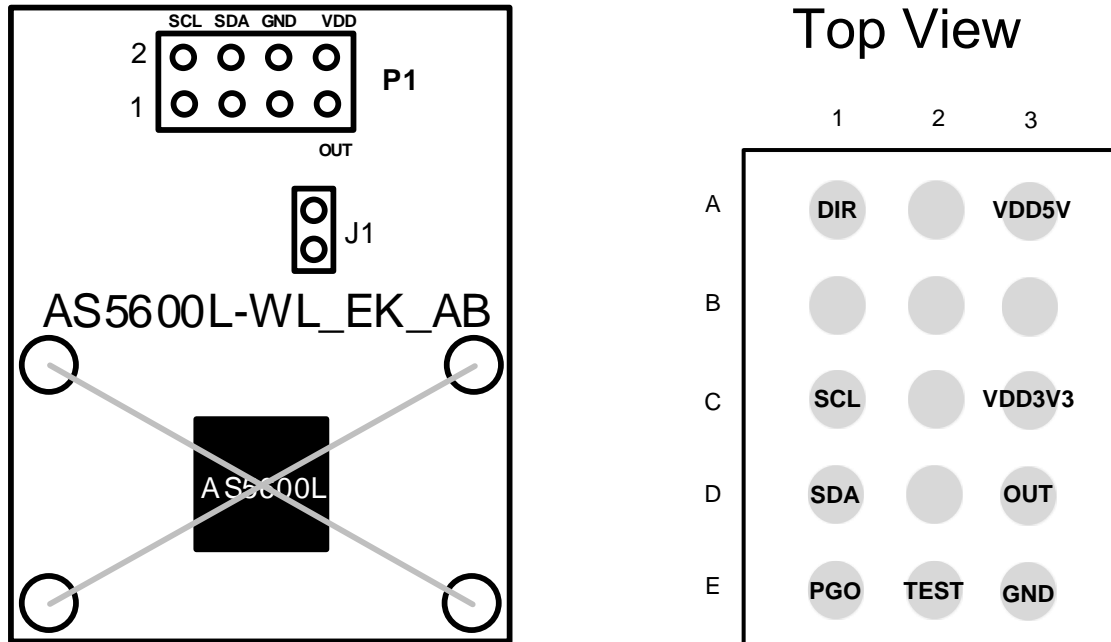 SCL SDA GND VDD
2
1
P1
OUT
J1
AS5600L-WL_EK_AB
AS5600L
Top View
1 2 3
A DIR VDD5V
B
C SCL VDD3V3
D SDA OUT
E PGO TEST GND